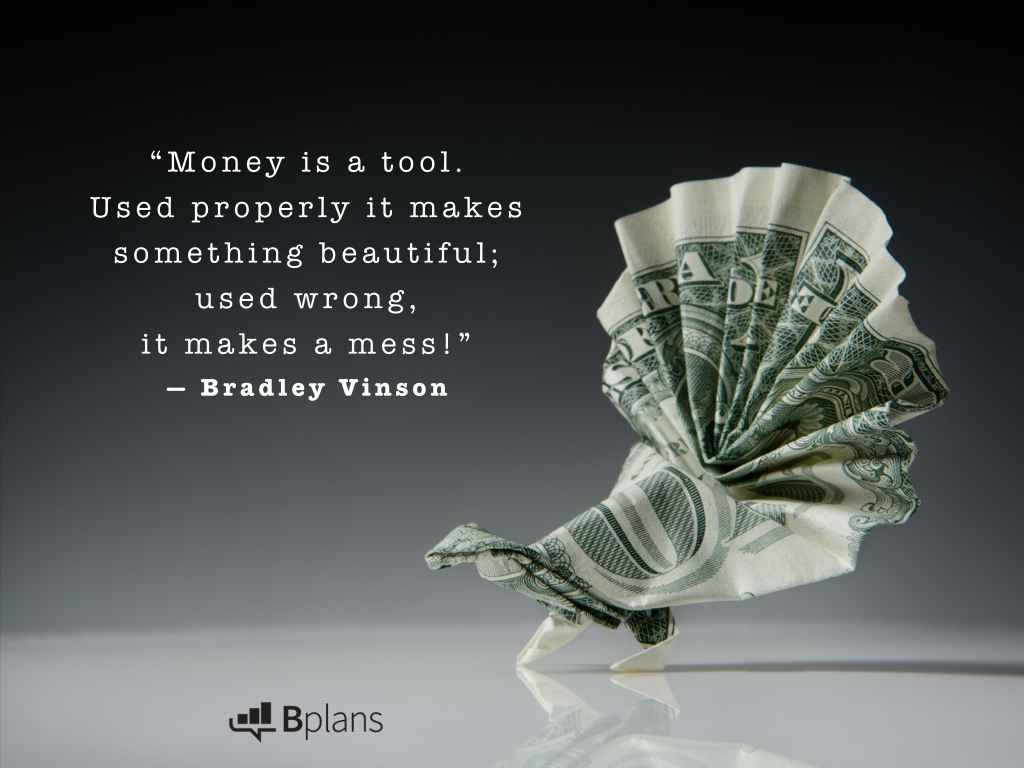 “Money is a tool.
Used properly it makes
something beautiful;
used wrong,
it makes a mess!”
— Bradley Vinson
Bplans